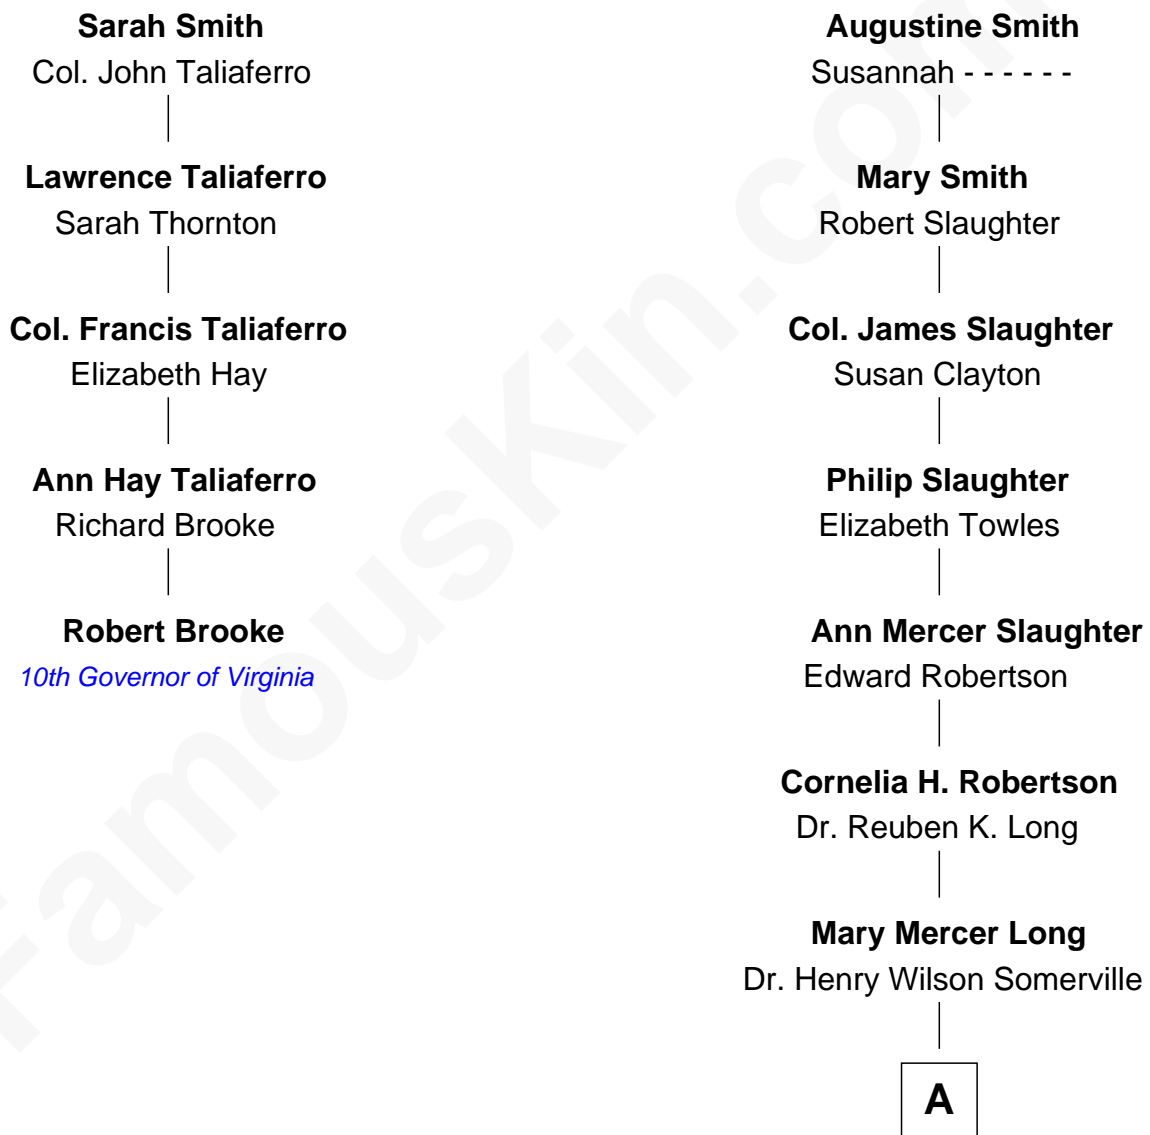 Sarah Smith
Col. John Taliaferro
Lawrence Taliaferro
Sarah Thornton
Col. Francis Taliaferro
Elizabeth Hay
Ann Hay Taliaferro
Richard Brooke
Robert Brooke
10th Governor of Virginia
Augustine Smith
Susannah - - - - - -
Mary Smith
Robert Slaughter
Col. James Slaughter
Susan Clayton
Philip Slaughter
Elizabeth Towles
Ann Mercer Slaughter
Edward Robertson
Cornelia H. Robertson
Dr. Reuben K. Long
Mary Mercer Long
Dr. Henry Wilson Somerville
A
FamousKin.com